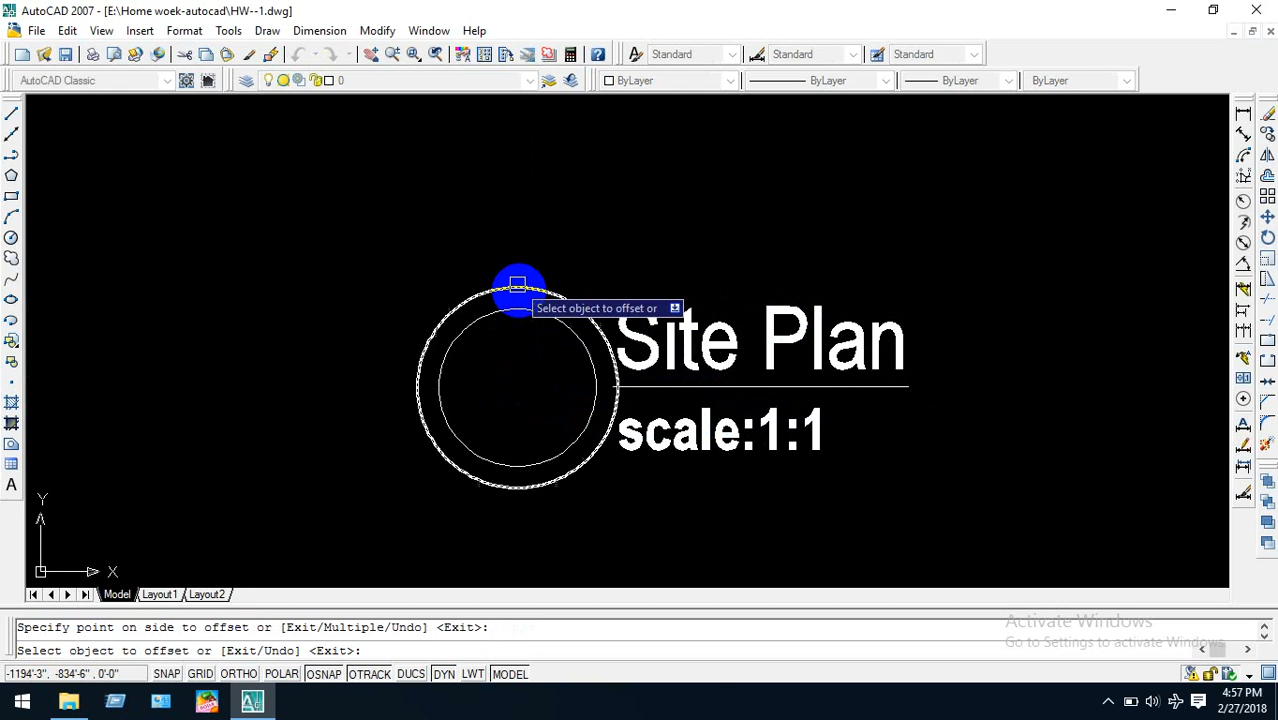 AutoCAD 2007 - [E:\Home woek-autocad\HW--1.dwg]
File Edit View Insert Format Tools Draw Dimension Modify Window Help
Standard Standard Standard
AutoCAD Classic 0 ByLayer ByLayer ByLayer ByLayer
Select object to offset or
Site Plan
scale:1:1
A
Y
X
Model Layout1 Layout2
Specify point on side to offset or [Exit/Multiple/Undo] <Exit>:
Select object to offset or [Exit/Undo] <Exit>:
Activate Windows
Go to Settings to activate Windows.
-1194'-3", -834'-6" , 0'-0" SNAP GRID ORTHO POLAR OSNAP OTRACK DUCS DYN LWT MODEL
4:57 PM
2/27/2018